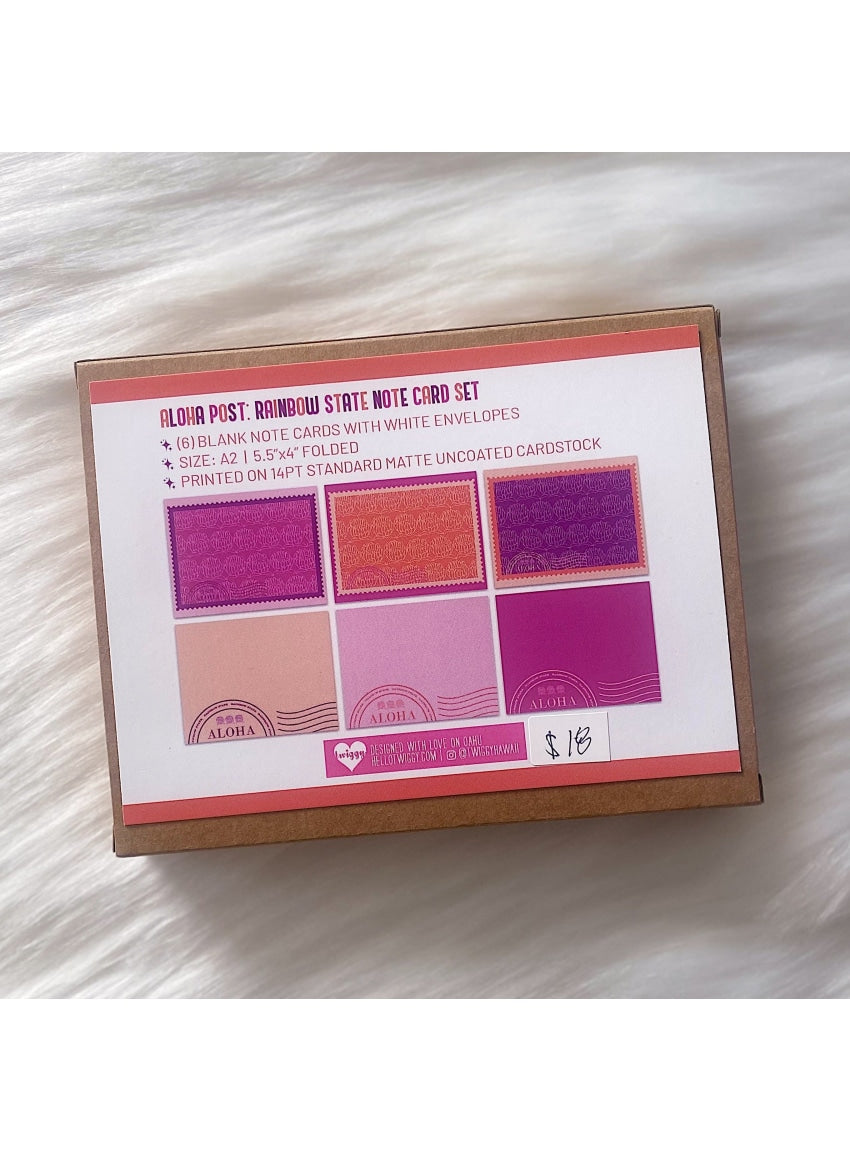 ALOHA POST: RAINBOW STATE NOTE CARD SET
(6) BLANK NOTE CARDS WITH WHITE ENVELOPES
SIZE: A2 | 5.5"x4" FOLDED
PRINTED ON 14PT STANDARD MATTE UNCOATED CARDSTOCK
ALOHA
ALOHA
ALOHA
twiggy
DESIGNED WITH LOVE ON OAHU
HELLOTWIGGY.COM | @TWIGGYHAWAII
$18